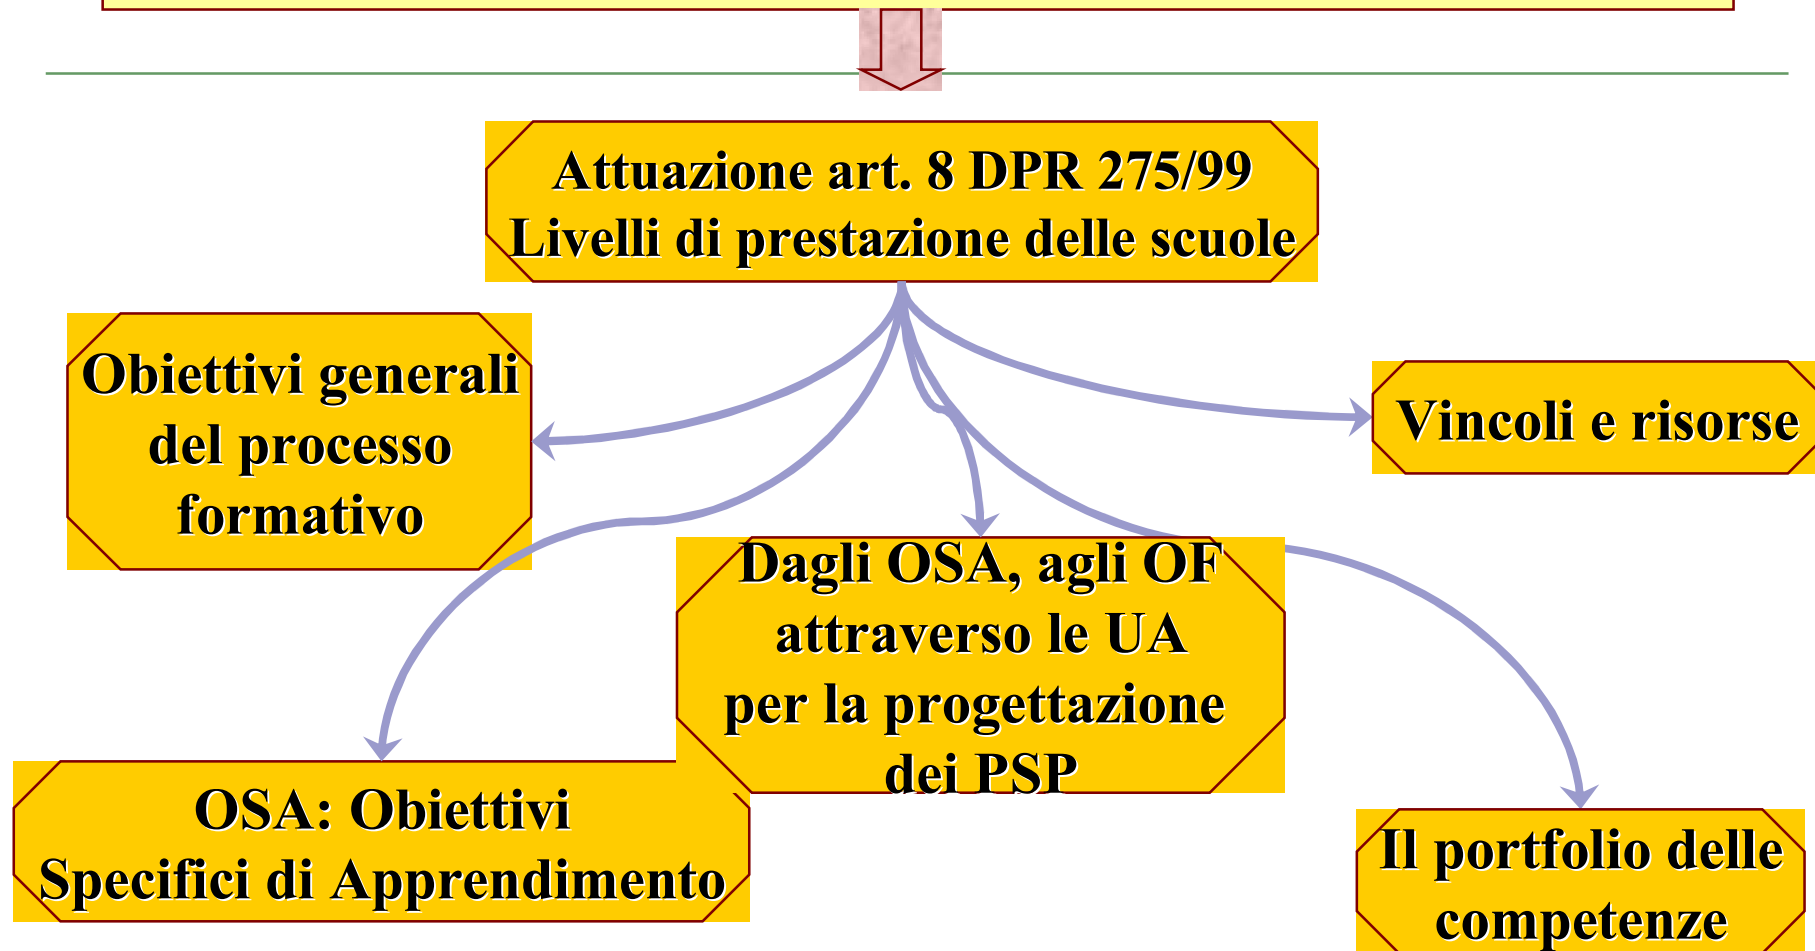 Attuazione art. 8 DPR 275/99
Livelli di prestazione delle scuole
Obiettivi generali
del processo
formativo
Vincoli e risorse
Dagli OSA, agli OF
attraverso le UA
per la progettazione
dei PSP
OSA: Obiettivi
Specifici di Apprendimento
Il portfolio delle
competenze